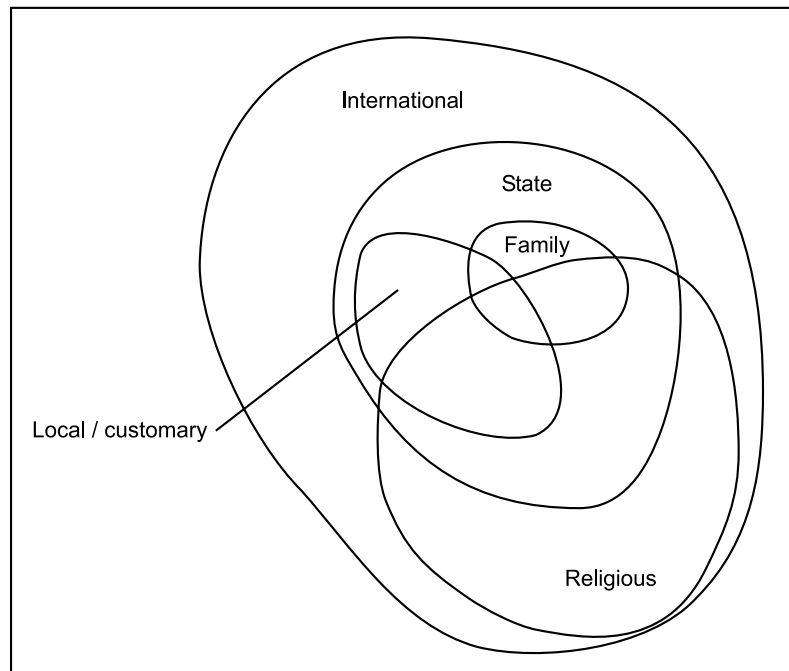 International
State
Family
Local / customary
Religious